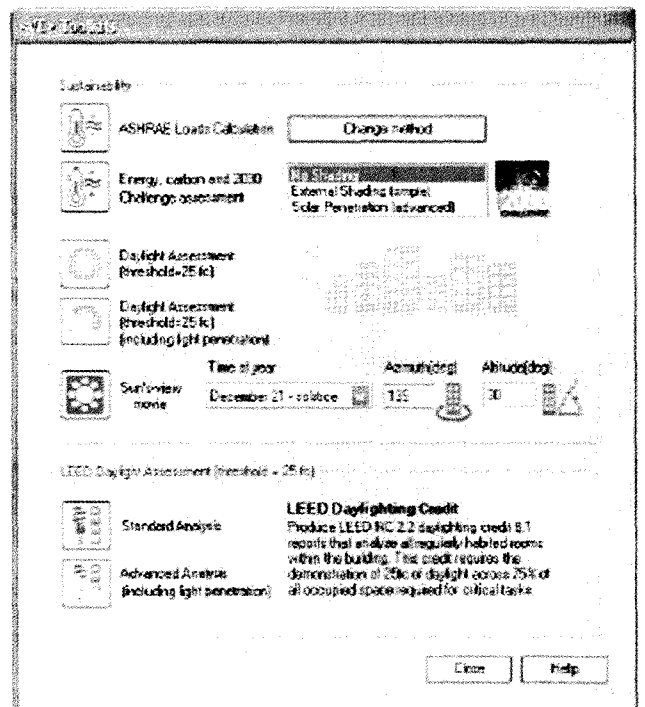 <VE> Toolkits
Sustainability
ASHRAE Loads Calculation
Change method
Energy, carbon and 2030
Challenge assessment
No Shading
External Shading (simple)
Solar Penetration (advanced)
CHALLENGE
Daylight Assessment
(threshold=25 fc)
Daylight Assessment
(threshold=25 fc)
(including light penetration)
Time of year
Azimuth(deg)
Altitude(deg)
Sun's-view
movie
December 21 - solstice
135
30
LEED Daylight Assessment (threshold = 25 fc)
LEED
Standard Analysis
LEED
Advanced Analysis
(including light penetration)
LEED Daylighting Credit
Produce LEED NC 2.2 daylighting credit 8.1
reports that analyze all regularly habited rooms
within the building. This credit requires the
demonstration of 25fc of daylight across 75% of
all occupied space required for critical tasks
Close
Help